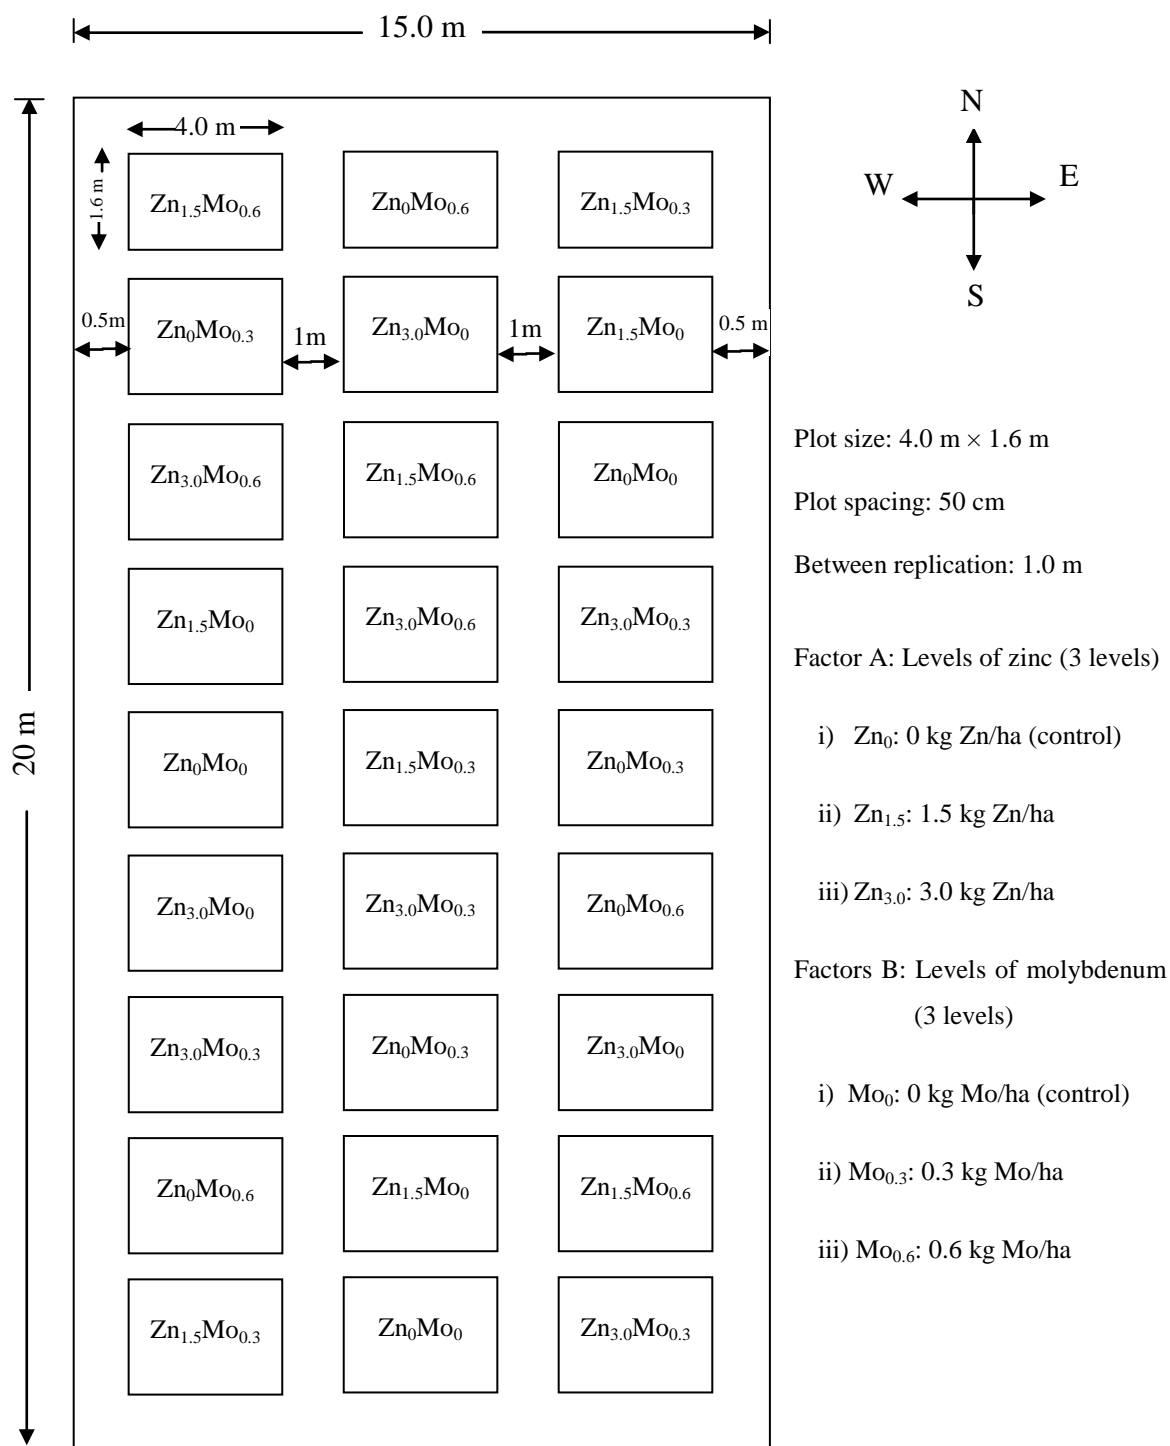 15.0 m
N
W
E
S
4.0 m
1.6 m
Zn1.5Mo0.6
Zn0Mo0.6
Zn1.5Mo0.3
0.5m
Zn0Mo0.3
1m
Zn3.0Mo0
1m
Zn1.5Mo0
0.5 m
Zn3.0Mo0.6
Zn1.5Mo0.6
Zn0Mo0
Zn1.5Mo0
Zn3.0Mo0.6
Zn3.0Mo0.3
20 m
Zn0Mo0
Zn1.5Mo0.3
Zn0Mo0.3
Zn3.0Mo0
Zn3.0Mo0.3
Zn0Mo0.6
Zn3.0Mo0.3
Zn0Mo0.3
Zn3.0Mo0
Zn0Mo0.6
Zn1.5Mo0
Zn1.5Mo0.6
Zn1.5Mo0.3
Zn0Mo0
Zn3.0Mo0.3
Plot size: 4.0 m × 1.6 m
Plot spacing: 50 cm
Between replication: 1.0 m
Factor A: Levels of zinc (3 levels)
i) Zn0: 0 kg Zn/ha (control)
ii) Zn1.5: 1.5 kg Zn/ha
iii) Zn3.0: 3.0 kg Zn/ha
Factors B: Levels of molybdenum
(3 levels)
i) Mo0: 0 kg Mo/ha (control)
ii) Mo0.3: 0.3 kg Mo/ha
iii) Mo0.6: 0.6 kg Mo/ha